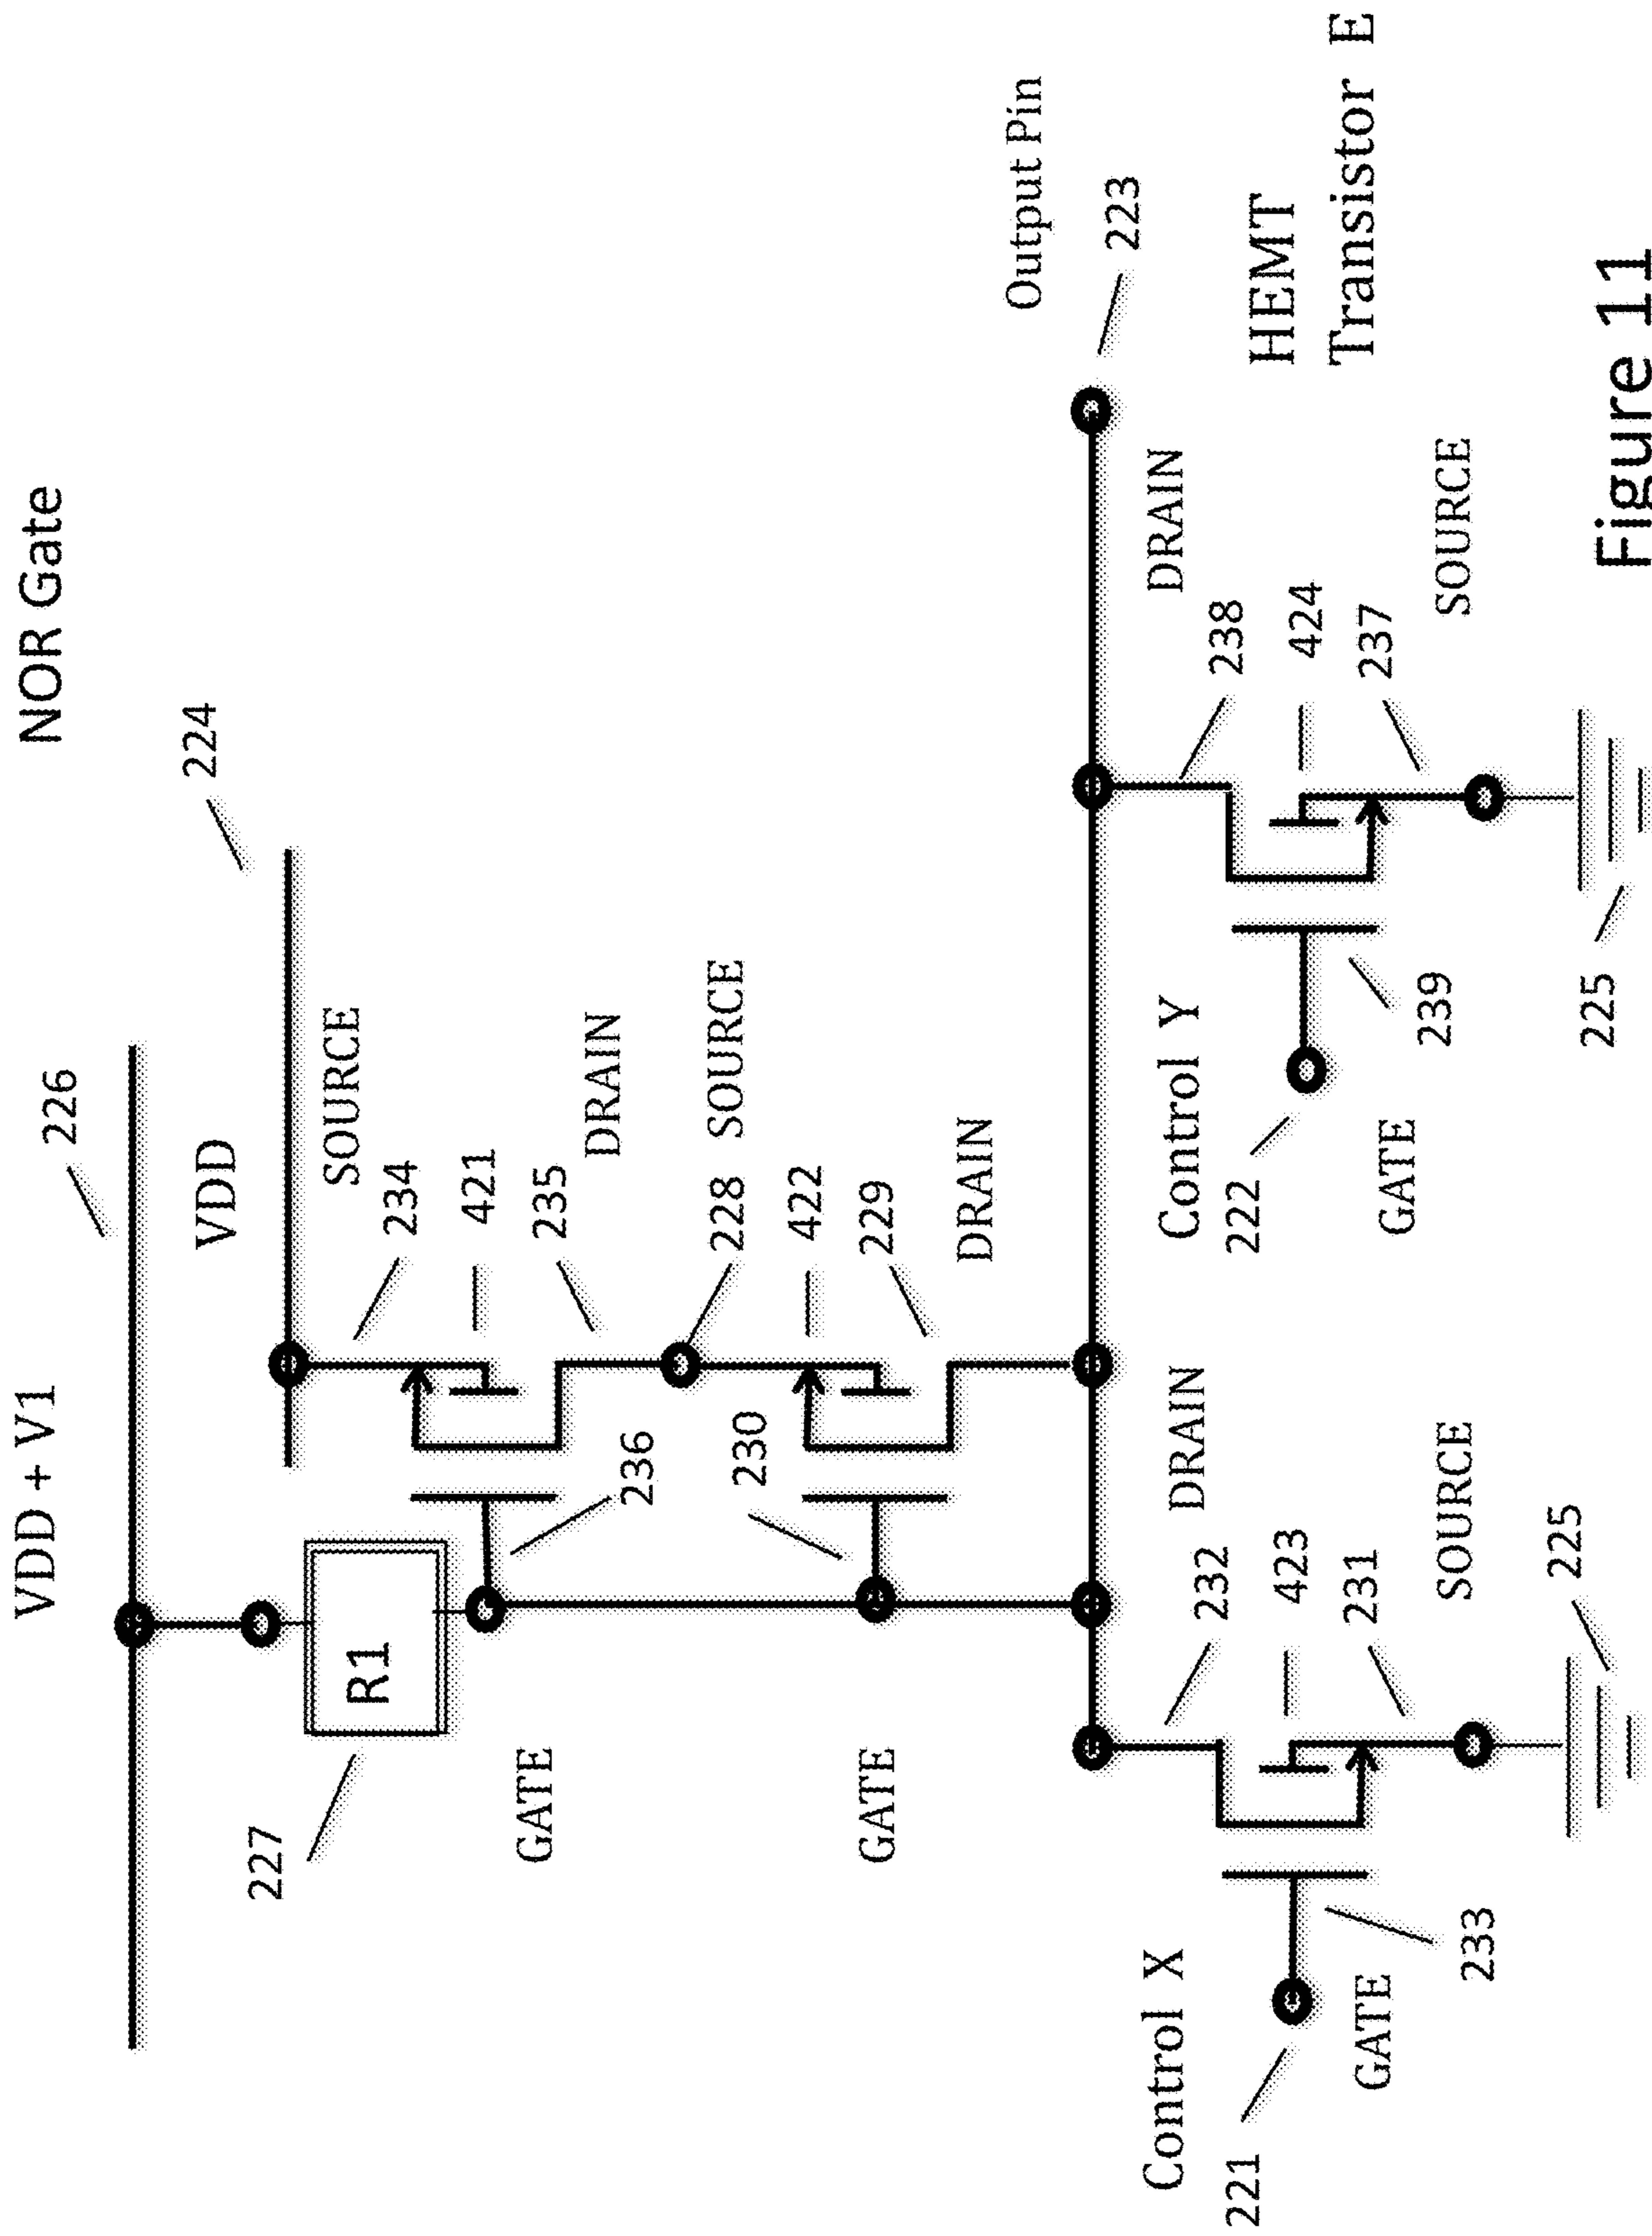 NOR Gate
VDD + V1
226
VDD
224
227
R1
SOURCE
234
421
235
DRAIN
236
GATE
SOURCE
228
230
422
229
GATE
DRAIN
Output Pin
223
Control X
221
GATE
233
DRAIN
232
423
231
SOURCE
225
Control Y
222
GATE
239
DRAIN
238
424
237
SOURCE
225
HEMT
Transistor E
Figure 11